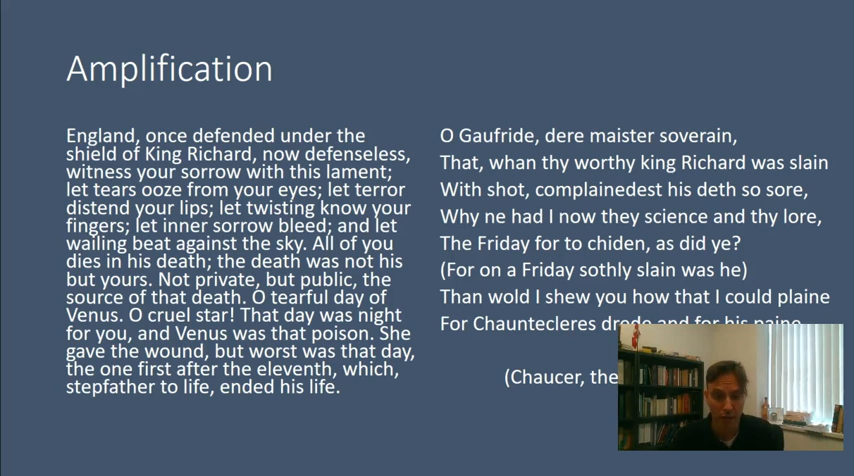 Amplification
England, once defended under the
shield of King Richard, now defenseless,
witness your sorrow with this lament;
let tears ooze from your eyes; let terror
distend your lips; let twisting know your
fingers; let inner sorrow bleed; and let
wailing beat against the sky. All of you
dies in his death; the death was not his
but yours. Not private, but public, the
source of that death. O tearful day of
Venus. O cruel star! That day was night
for you, and Venus was that poison. She
gave the wound, but worst was that day,
the one first after the eleventh, which,
stepfather to life, ended his life.
O Gaufride, dere maister soverain,
That, whan thy worthy king Richard was slain
With shot, complainedest his deth so sore,
Why ne had I now they science and thy lore,
The Friday for to chiden, as did ye?
(For on a Friday sothly slain was he)
Than wold I shew you how that I could plaine
For Chauntecleres drede and for his paine
(Chaucer, the